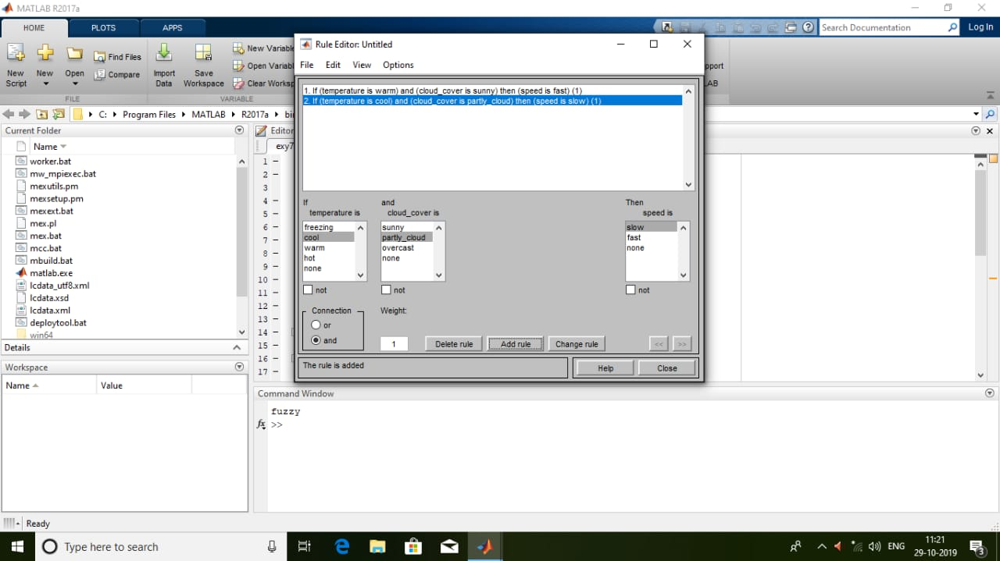 MATLAB R2017a
HOME PLOTS APPS
Search Documentation Log In
New Script
New
Open
Find Files
Compare
Import Data
Save Workspace
New Variable
Open Variabl
Clear Worksp
FILE VARIABLE
pport
LAB
C: Program Files MATLAB R2017a bin
Current Folder
Name
worker.bat
mw_mpiexec.bat
mexutils.pm
mexsetup.pm
mexext.bat
mex.pl
mex.bat
mcc.bat
mbuild.bat
matlab.exe
lcdata_utf8.xml
lcdata.xsd
lcdata.xml
deploytool.bat
win64
Details
Workspace
Name Value
Editor
exy7
1
2
3
4
5
6
7
8
9
10
11
12
13
14
15
16
17
Rule Editor: Untitled
File Edit View Options
1. If (temperature is warm) and (cloud_cover is sunny) then (speed is fast) (1)
2. If (temperature is cool) and (cloud_cover is partly_cloud) then (speed is slow) (1)
If and Then
temperature is cloud_cover is speed is
freezing
cool
warm
hot
none
sunny
partly_cloud
overcast
none
slow
fast
none
not not not
Connection
or
and
Weight:
1
Delete rule Add rule Change rule << >>
The rule is added Help Close
Command Window
fuzzy
fx >>
Ready
Type here to search
ENG
11:21
29-10-2019
3